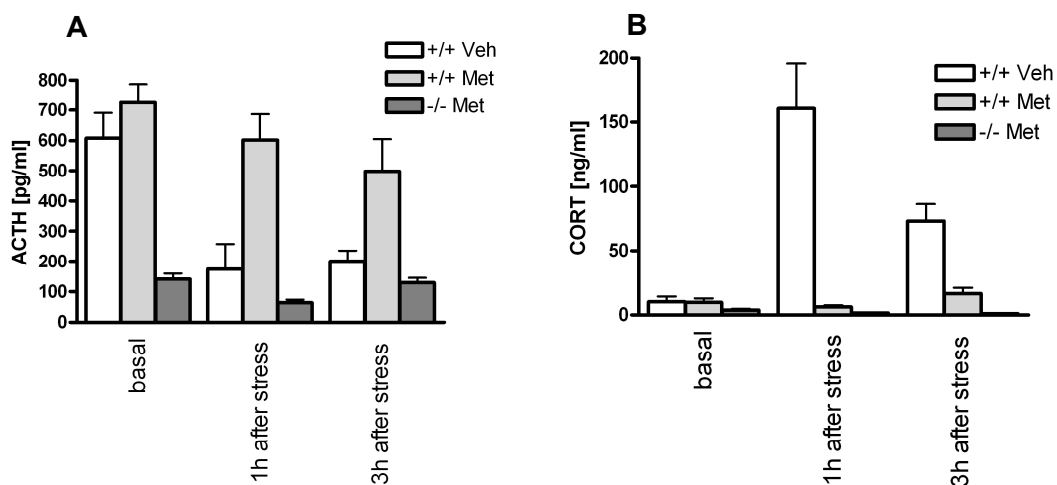 A
+/+ Veh
+/+ Met
-/- Met
ACTH [pg/ml]
800
700
600
500
400
300
200
100
0
basal
1h after stress
3h after stress
B
+/+ Veh
+/+ Met
-/- Met
CORT [ng/ml]
200
150
100
50
0
basal
1h after stress
3h after stress